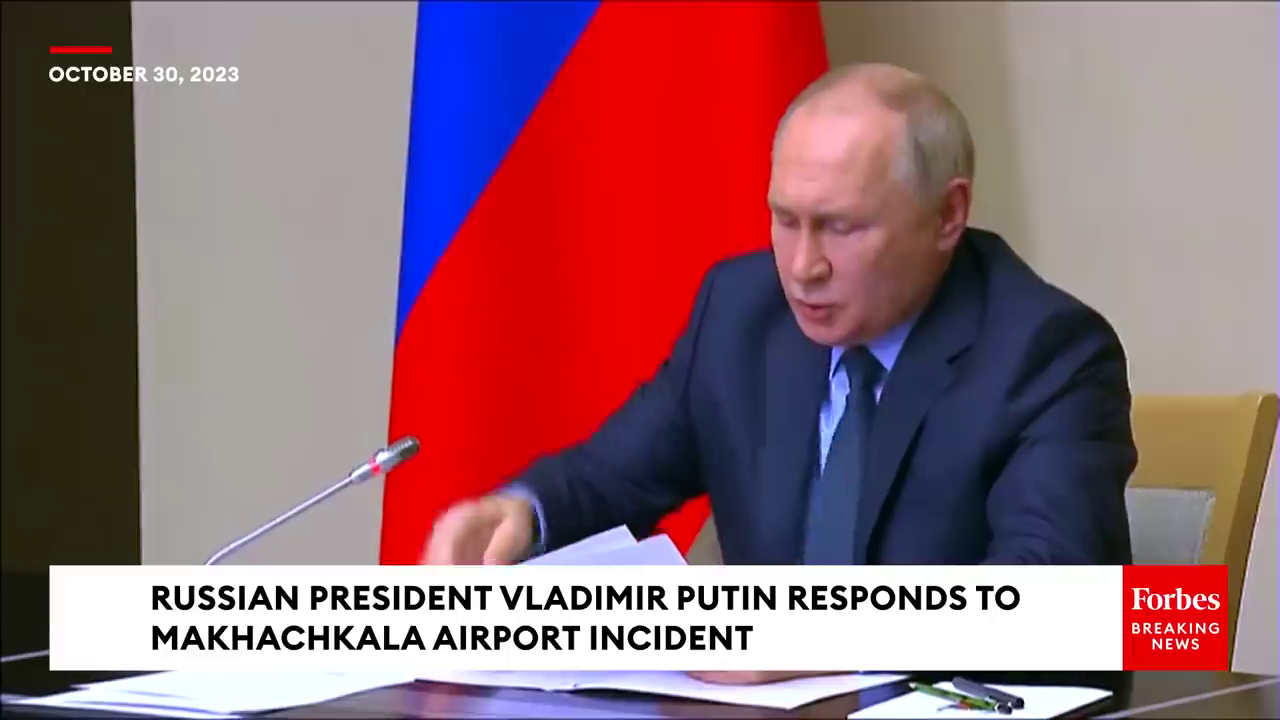 OCTOBER 30, 2023
RUSSIAN PRESIDENT VLADIMIR PUTIN RESPONDS TO
MAKHACHKALA AIRPORT INCIDENT
Forbes
BREAKING
NEWS